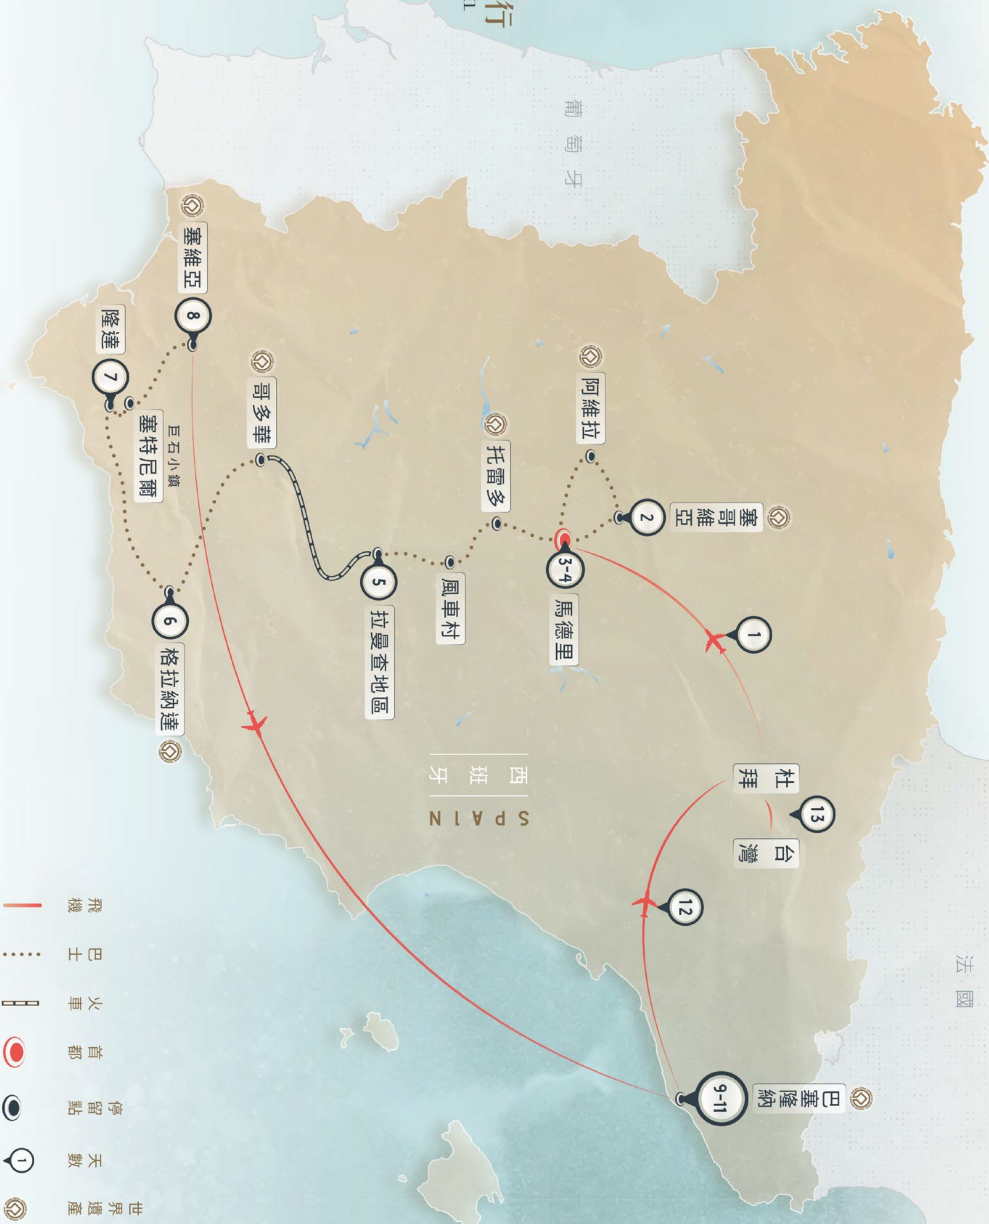 行
EL
法國
葡萄牙
巴塞隆納
9-11
13
杜拜
台灣
12
1
塞哥維亞
2
阿維拉
3-4
馬德里
托雷多
風車村
西班牙
SPAIN
5
拉曼查地區
哥多華
塞維亞
8
巨石小鎮
塞特尼爾
隆達
7
6
格拉納達
飛機
巴士
火車
首都
停留點
1
天數
世界遺產